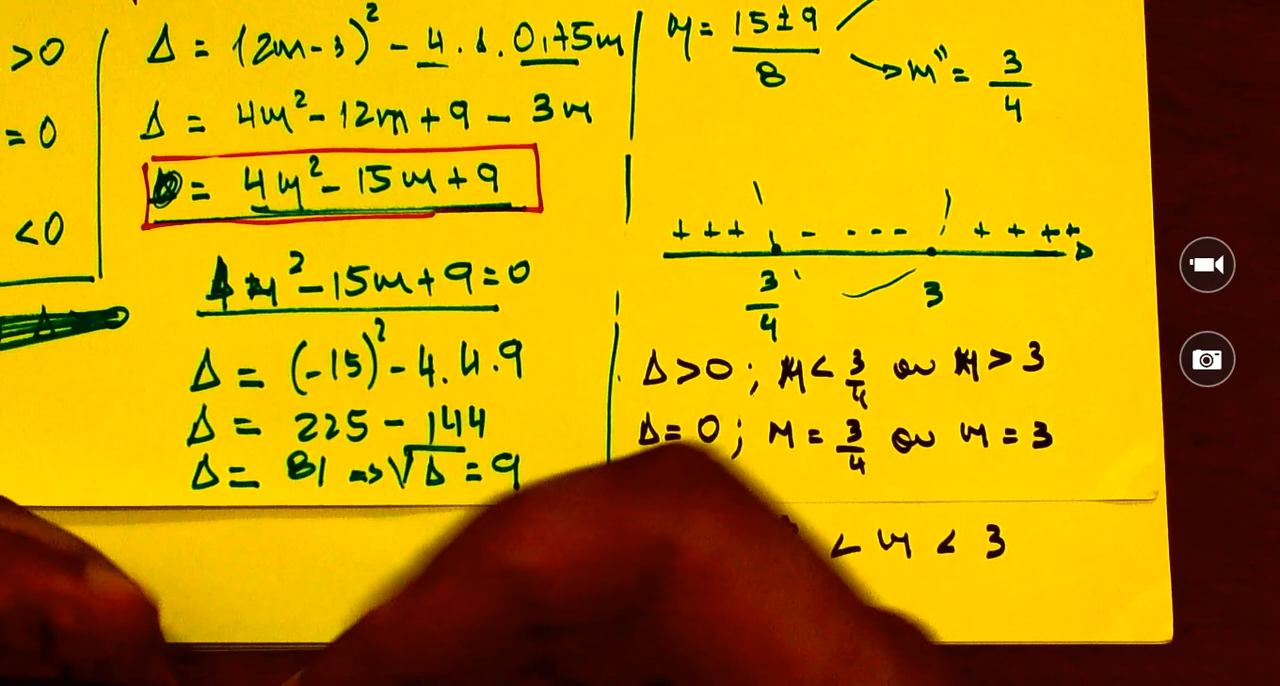 >0
= 0
<0
Δ = (2m-3)² - 4.1.0,75m
Δ = 4m² - 12m + 9 - 3m
= 4m² - 15m + 9
4m² - 15m + 9 = 0
Δ = (-15)² - 4.4.9
Δ = 225 - 144
Δ = 81 => √Δ = 9
m = 15±9/8
→ m" = 3/4
+ + + - - - - + + + +
3/4 3
Δ>0 ; m < 3/4 ou m > 3
Δ=0 ; m = 3/4 ou m = 3
< m < 3